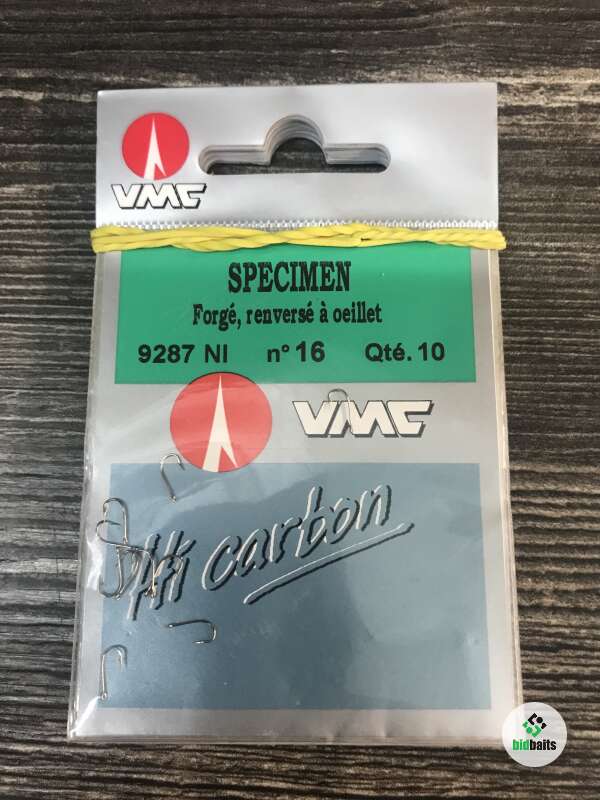 VMC
SPECIMEN
Forgé, renversé à oeillet
9287 NI n° 16 Qté. 10
VMC
Hi carbon
bidbaits